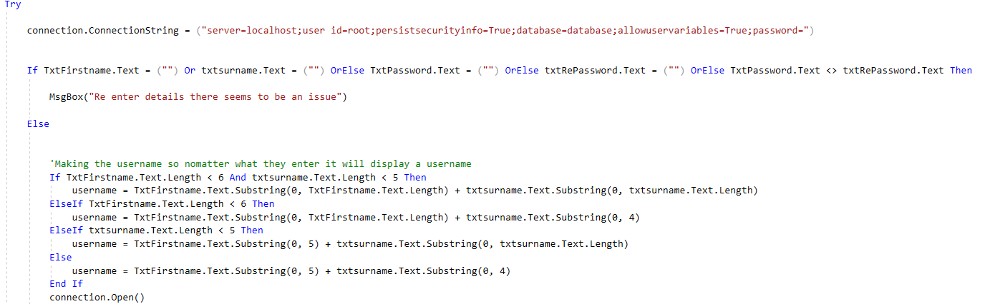 Try
connection.ConnectionString = ("server=localhost;user id=root;persistsecurityinfo=True;database=database;allowuservariables=True;password=")
If TxtFirstname.Text = ("") Or txtsurname.Text = ("") OrElse TxtPassword.Text = ("") OrElse txtRePassword.Text = ("") OrElse TxtPassword.Text <> txtRePassword.Text Then
MsgBox("Re enter details there seems to be an issue")
Else
'Making the username so nomatter what they enter it will display a username
If TxtFirstname.Text.Length < 6 And txtsurname.Text.Length < 5 Then
username = TxtFirstname.Text.Substring(0, TxtFirstname.Text.Length) + txtsurname.Text.Substring(0, txtsurname.Text.Length)
ElseIf TxtFirstname.Text.Length < 6 Then
username = TxtFirstname.Text.Substring(0, TxtFirstname.Text.Length) + txtsurname.Text.Substring(0, 4)
ElseIf txtsurname.Text.Length < 5 Then
username = TxtFirstname.Text.Substring(0, 5) + txtsurname.Text.Substring(0, txtsurname.Text.Length)
Else
username = TxtFirstname.Text.Substring(0, 5) + txtsurname.Text.Substring(0, 4)
End If
connection.Open()